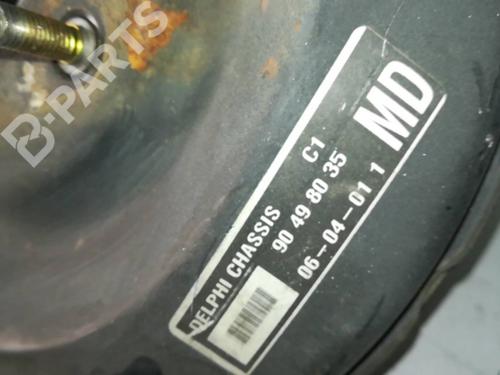 B-PARTS
DELPHI CHASSIS C1
90 49 80 35
06-04-01 1
MD